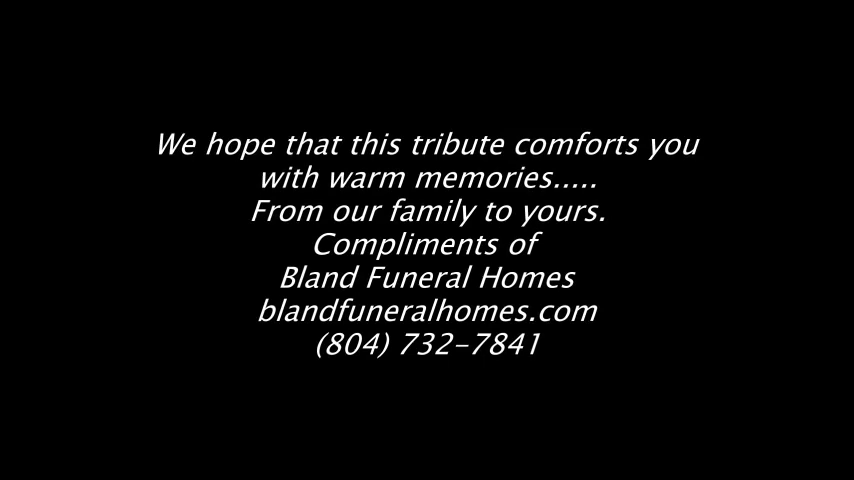 We hope that this tribute comforts you
with warm memories.....
From our family to yours.
Compliments of
Bland Funeral Homes
blandfuneralhomes.com
(804) 732-7841